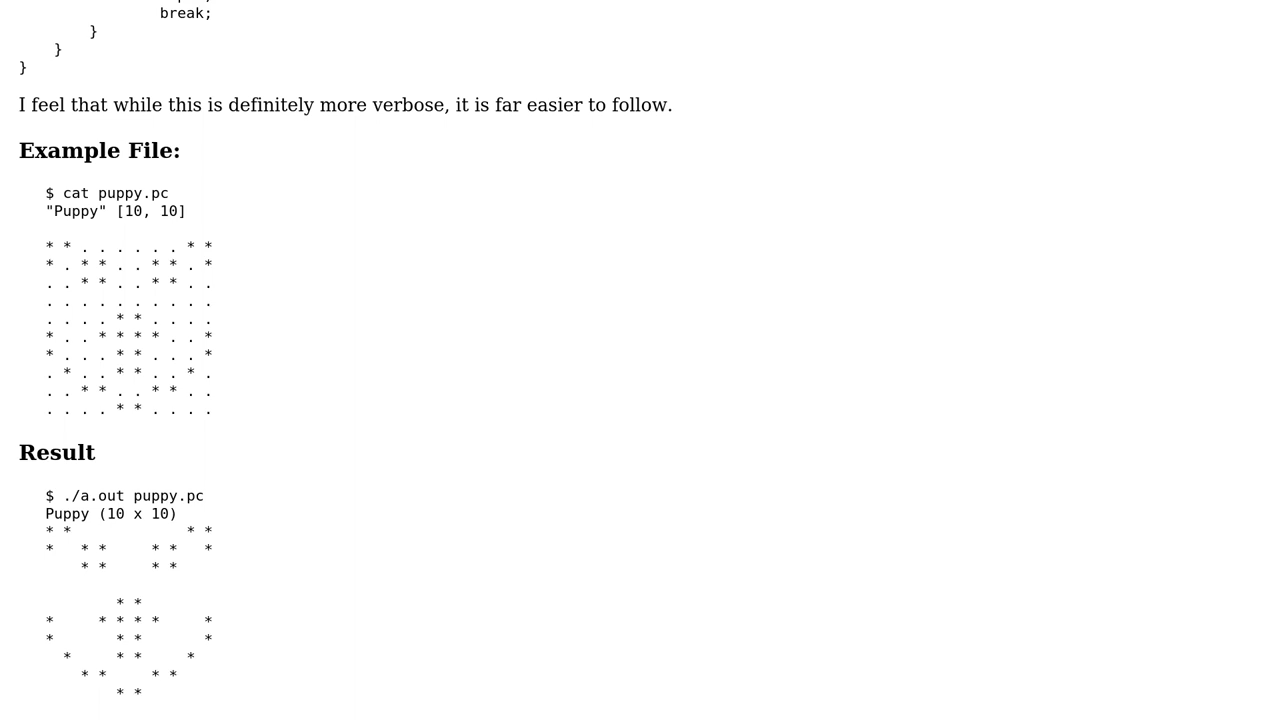 break;
}
}
}
I feel that while this is definitely more verbose, it is far easier to follow.
Example File:
$ cat puppy.pc
"Puppy" [10, 10]
* * . . . . . . * *
* . * * . . * * . *
. . * * . . * * . .
. . . . . . . . . .
. . . . * * . . . .
* . . * * * * . . *
* . . . * * . . . *
. * . . * * . . * .
. . * * . . * * . .
. . . . * * . . . .
Result
$ ./a.out puppy.pc
Puppy (10 x 10)
* *             * *
*   * *     * *   *
    * *     * *
        * *
*     * * * *     *
*       * *       *
  *     * *     *
    * *     * *
        * *